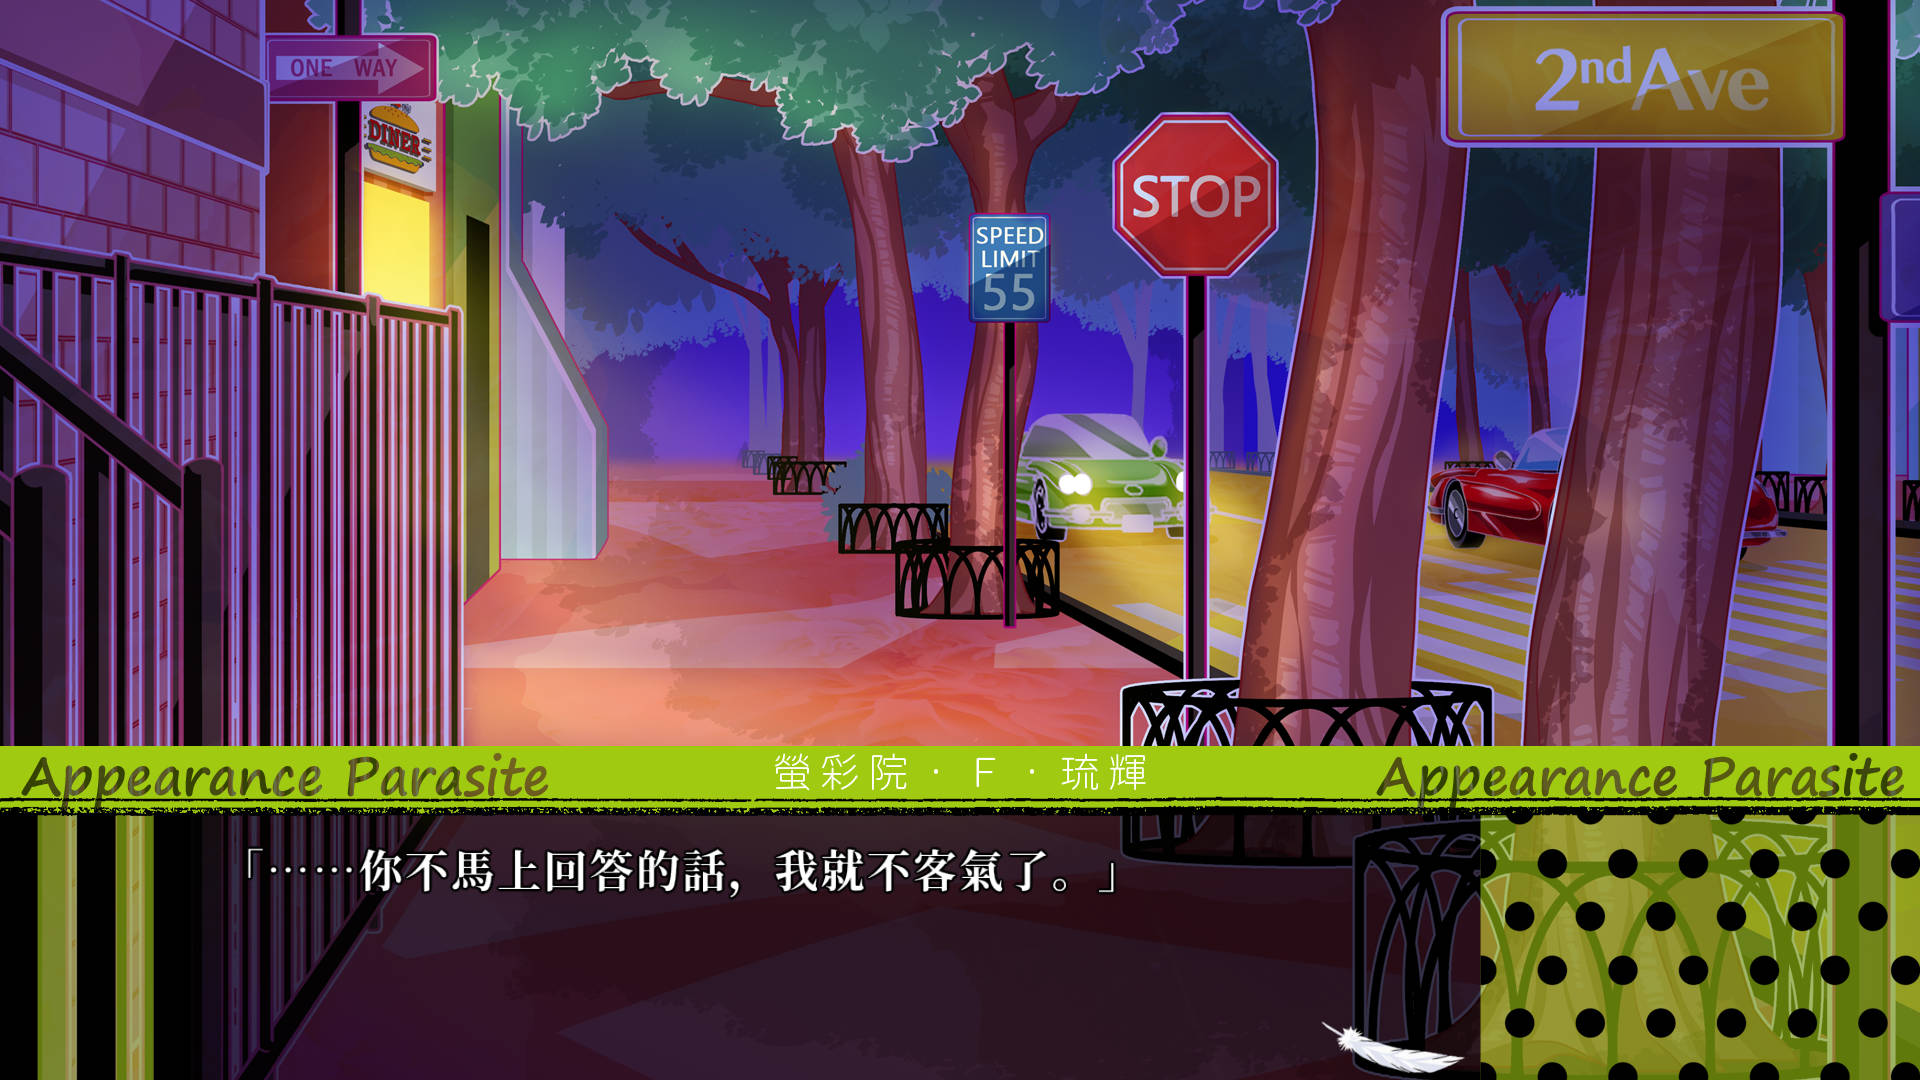 ONE WAY
DINER
2nd Ave
STOP
SPEED
LIMIT
55
Appearance Parasite
螢彩院・F・琉輝
Appearance Parasite
「……你不馬上回答的話，我就不客氣了。」